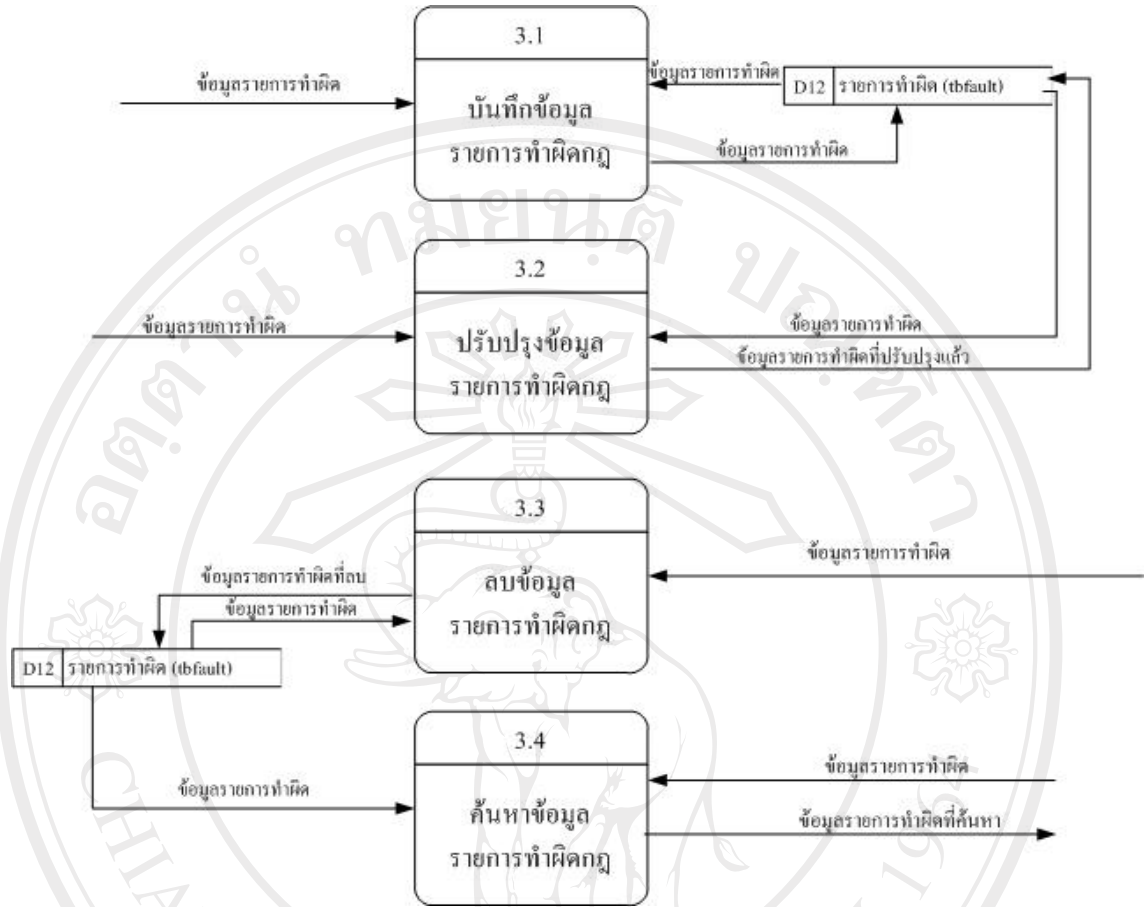 3.1
บันทึกข้อมูล
รายการทำผิดกฎ
ข้อมูลรายการทำผิด
ข้อมูลรายการทำผิด
D12 รายการทำผิด (tbfault)
ข้อมูลรายการทำผิด
3.2
ปรับปรุงข้อมูล
รายการทำผิดกฎ
ข้อมูลรายการทำผิด
ข้อมูลรายการทำผิด
ข้อมูลรายการทำผิดที่ปรับปรุงแล้ว
3.3
ลบข้อมูล
รายการทำผิดกฎ
ข้อมูลรายการทำผิด
ข้อมูลรายการทำผิดที่ลบ
ข้อมูลรายการทำผิด
D12 รายการทำผิด (tbfault)
3.4
ค้นหาข้อมูล
รายการทำผิดกฎ
ข้อมูลรายการทำผิด
ข้อมูลรายการทำผิด
ข้อมูลรายการทำผิดที่ค้นหา